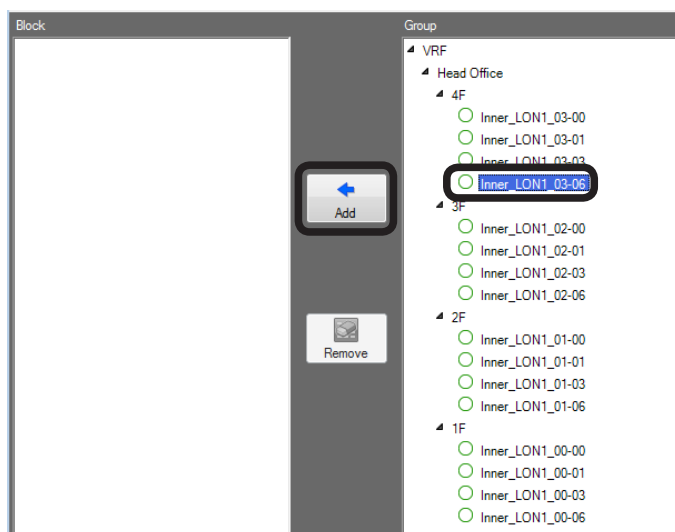 Block
Group
VRF
Head Office
4F
Inner_LON1_03-00
Inner_LON1_03-01
Inner_LON1_03-03
Inner_LON1_03-06
3F
Inner_LON1_02-00
Inner_LON1_02-01
Inner_LON1_02-03
Inner_LON1_02-06
2F
Inner_LON1_01-00
Inner_LON1_01-01
Inner_LON1_01-03
Inner_LON1_01-06
1F
Inner_LON1_00-00
Inner_LON1_00-01
Inner_LON1_00-03
Inner_LON1_00-06
Add
Remove